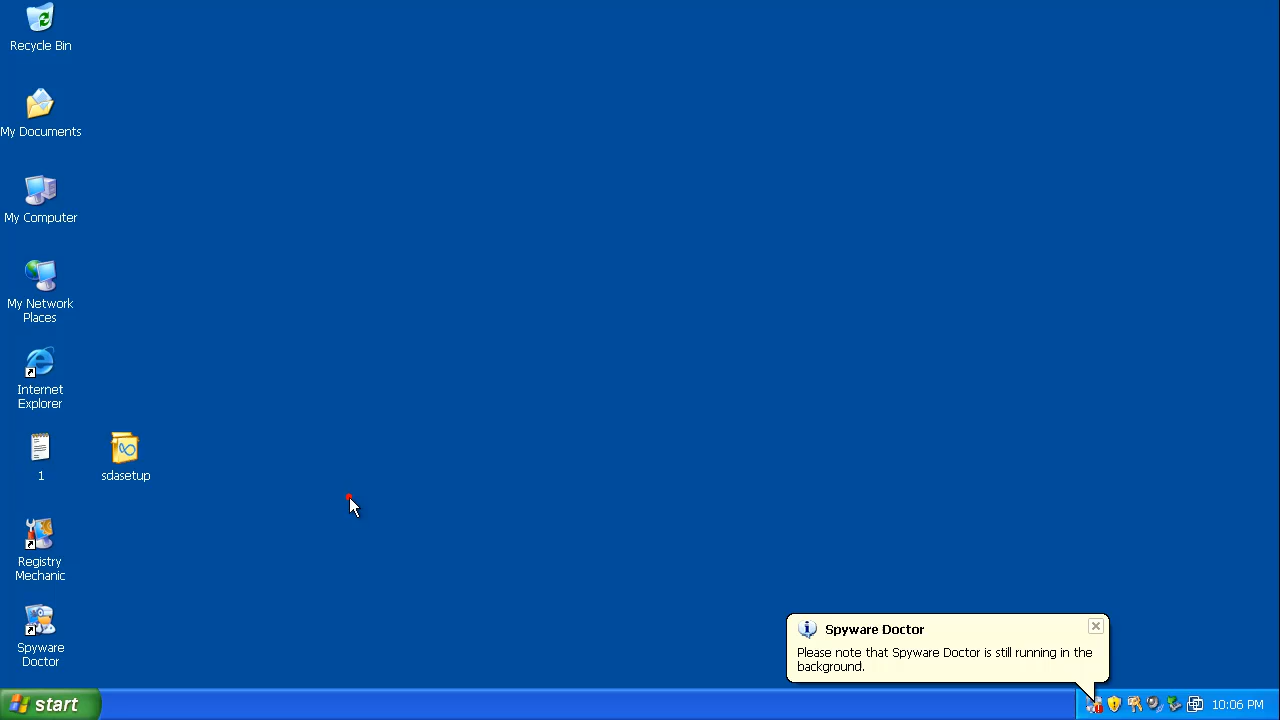 Recycle Bin
My Documents
My Computer
My Network
Places
Internet
Explorer
1
sdasetup
Registry
Mechanic
Spyware
Doctor
Spyware Doctor
Please note that Spyware Doctor is still running in the
background.
start
10:06 PM